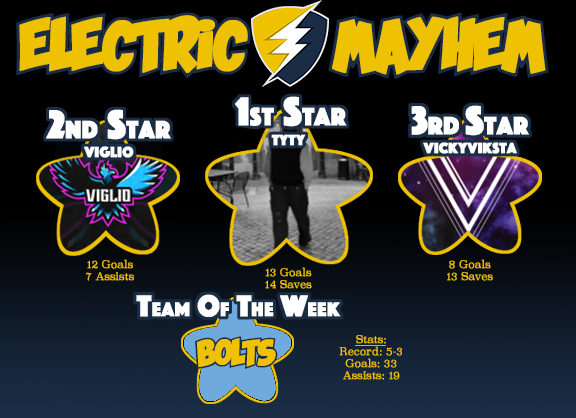 Electric Mayhem
1st Star
Tyty
13 Goals
14 Saves
2nd Star
Viglio
VIGLIO
12 Goals
7 Assists
3rd Star
VickyViksta
8 Goals
13 Saves
Team Of The Week
BOLTS
Stats:
Record: 5-3
Goals: 33
Assists: 19